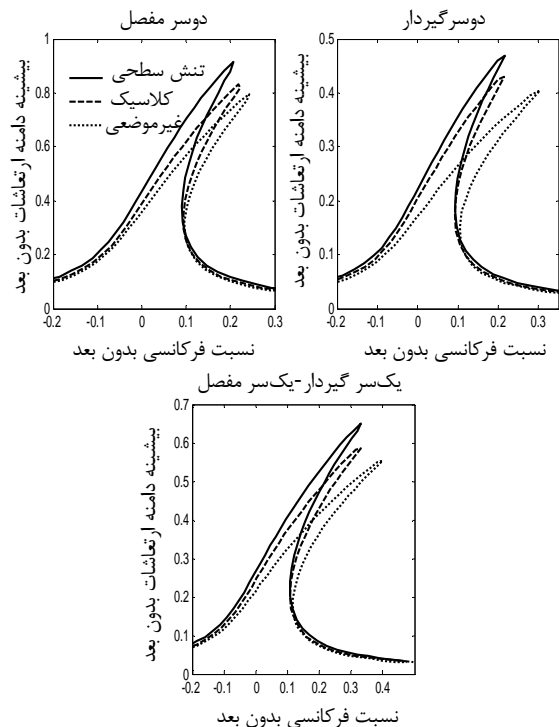 دوسر مفصل
بیشینه دامنه ارتعاشات بدون بعد
1
0.8
0.6
0.4
0.2
0
تنش سطحی
کلاسیک
غیرموضعی
-0.2 -0.1 0 0.1 0.2 0.3
نسبت فرکانسی بدون بعد
دوسرگیردار
بیشینه دامنه ارتعاشات بدون بعد
0.5
0.4
0.3
0.2
0.1
0
-0.2 -0.1 0 0.1 0.2 0.3
نسبت فرکانسی بدون بعد
یک‌سر گیردار-یک‌سر مفصل
بیشینه دامنه ارتعاشات بدون بعد
0.7
0.6
0.5
0.4
0.3
0.2
0.1
0
-0.2 -0.1 0 0.1 0.2 0.3 0.4
نسبت فرکانسی بدون بعد